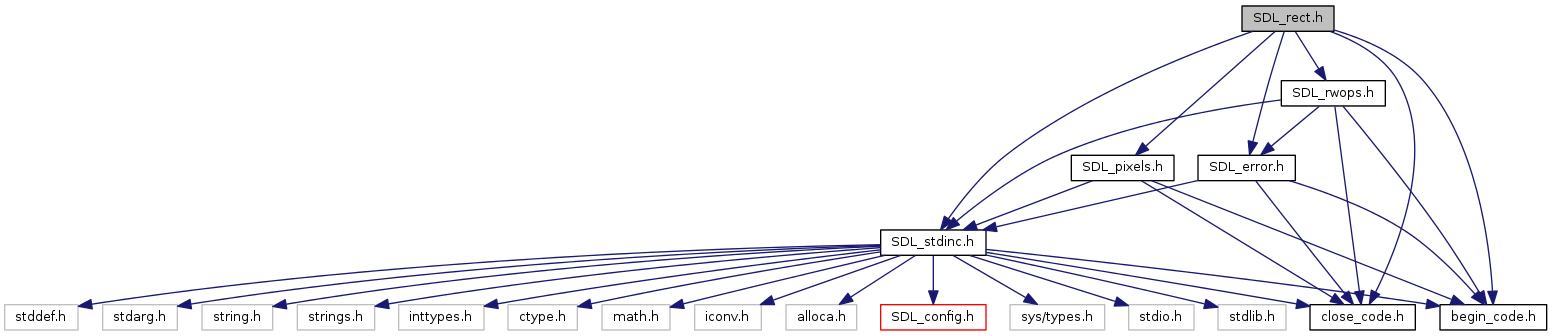 SDL_rect.h
SDL_rwops.h
SDL_pixels.h
SDL_error.h
SDL_stdinc.h
stddef.h
stdarg.h
string.h
strings.h
inttypes.h
ctype.h
math.h
iconv.h
alloca.h
SDL_config.h
sys/types.h
stdio.h
stdlib.h
close_code.h
begin_code.h